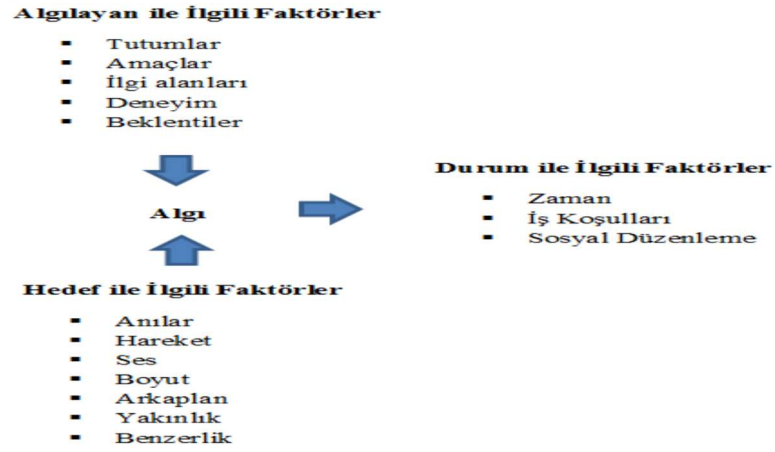 Algılayan ile İlgili Faktörler
▪ Tutumlar
▪ Amaçlar
▪ İlgi alanları
▪ Deneyim
▪ Beklentiler
Algı
Hedef ile İlgili Faktörler
▪ Anılar
▪ Hareket
▪ Ses
▪ Boyut
▪ Arkaplan
▪ Yakınlık
▪ Benzerlik
Durum ile İlgili Faktörler
▪ Zaman
▪ İş Koşulları
▪ Sosyal Düzenleme